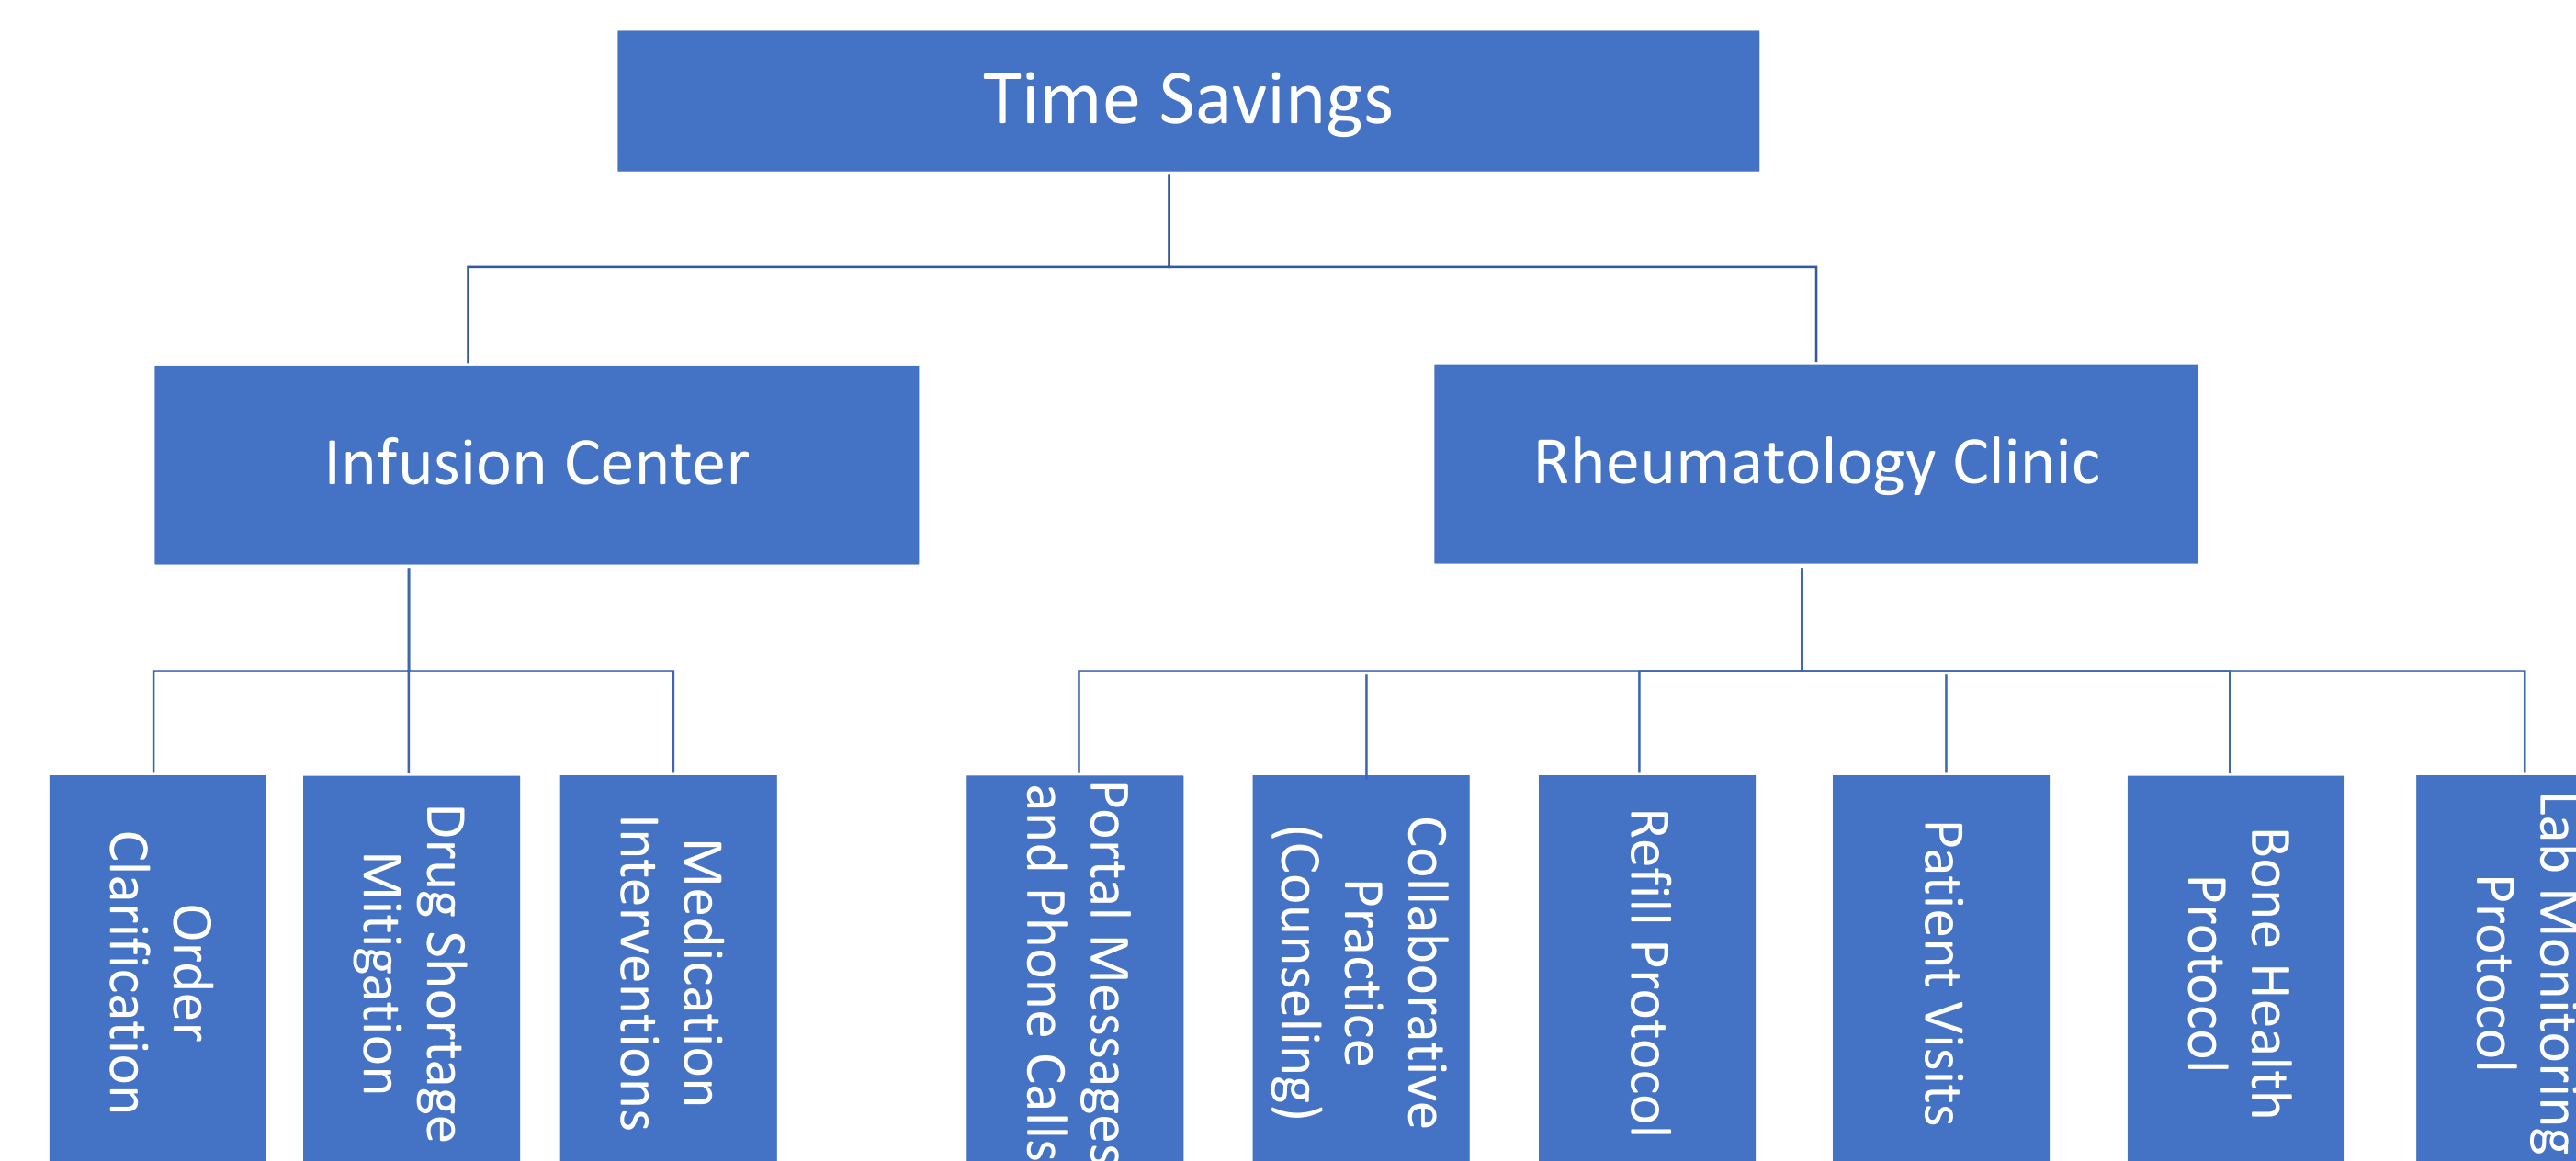 Time Savings
Infusion Center
Rheumatology Clinic
Order
Clarification
Drug Shortage
Mitigation
Medication
Interventions
Portal Messages
and Phone Calls
Collaborative
Practice
(Counseling)
Refill Protocol
Patient Visits
Bone Health
Protocol
Lab Monitoring
Protocol